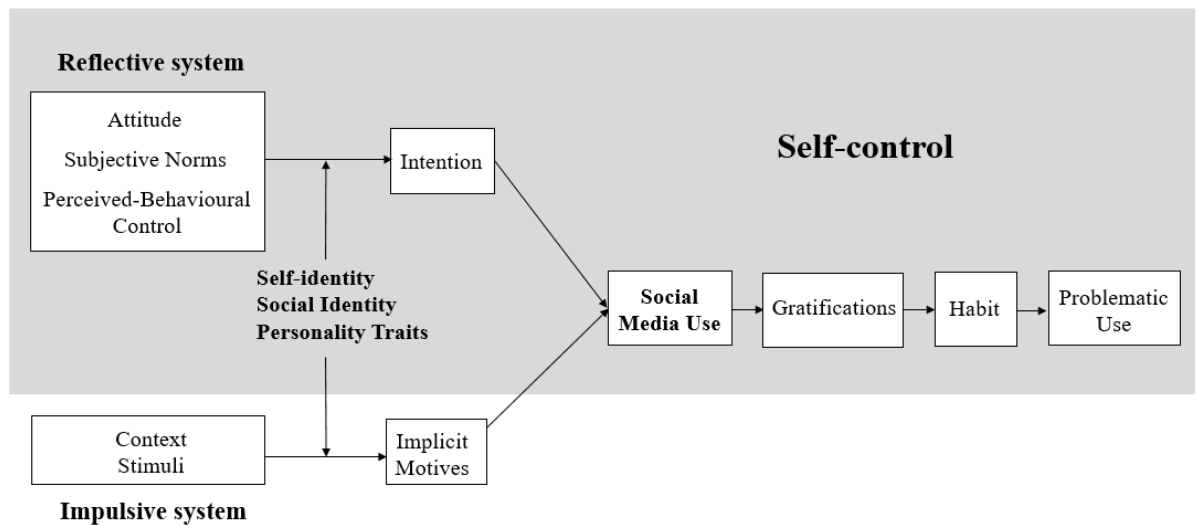 Reflective system
Attitude
Subjective Norms
Perceived-Behavioural
Control
Intention
Self-control
Self-identity
Social Identity
Personality Traits
Social
Media Use
Gratifications
Habit
Problematic
Use
Context
Stimuli
Implicit
Motives
Impulsive system